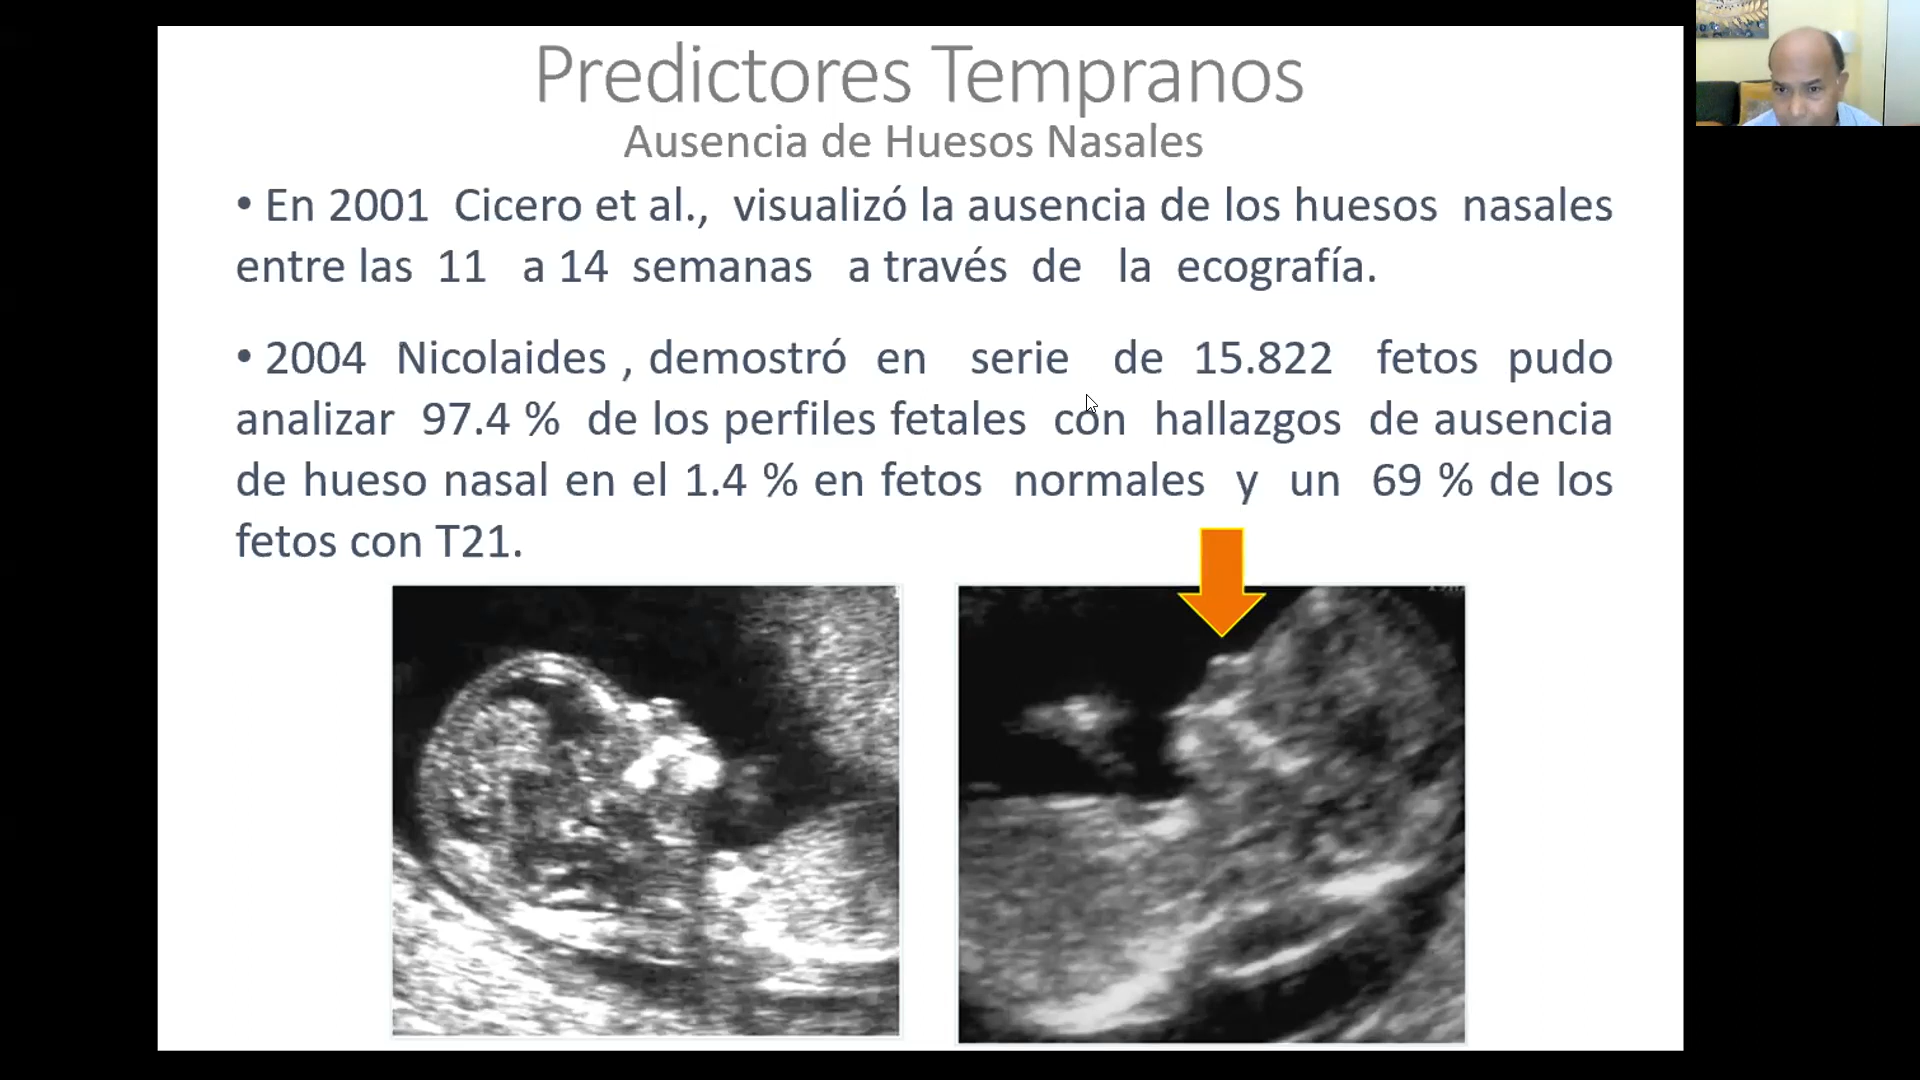 Predictores Tempranos
Ausencia de Huesos Nasales
• En 2001 Cicero et al., visualizó la ausencia de los huesos nasales
entre las 11 a 14 semanas a través de la ecografía.
• 2004 Nicolaides , demostró en serie de 15.822 fetos pudo
analizar 97.4 % de los perfiles fetales con hallazgos de ausencia
de hueso nasal en el 1.4 % en fetos normales y un 69 % de los
fetos con T21.